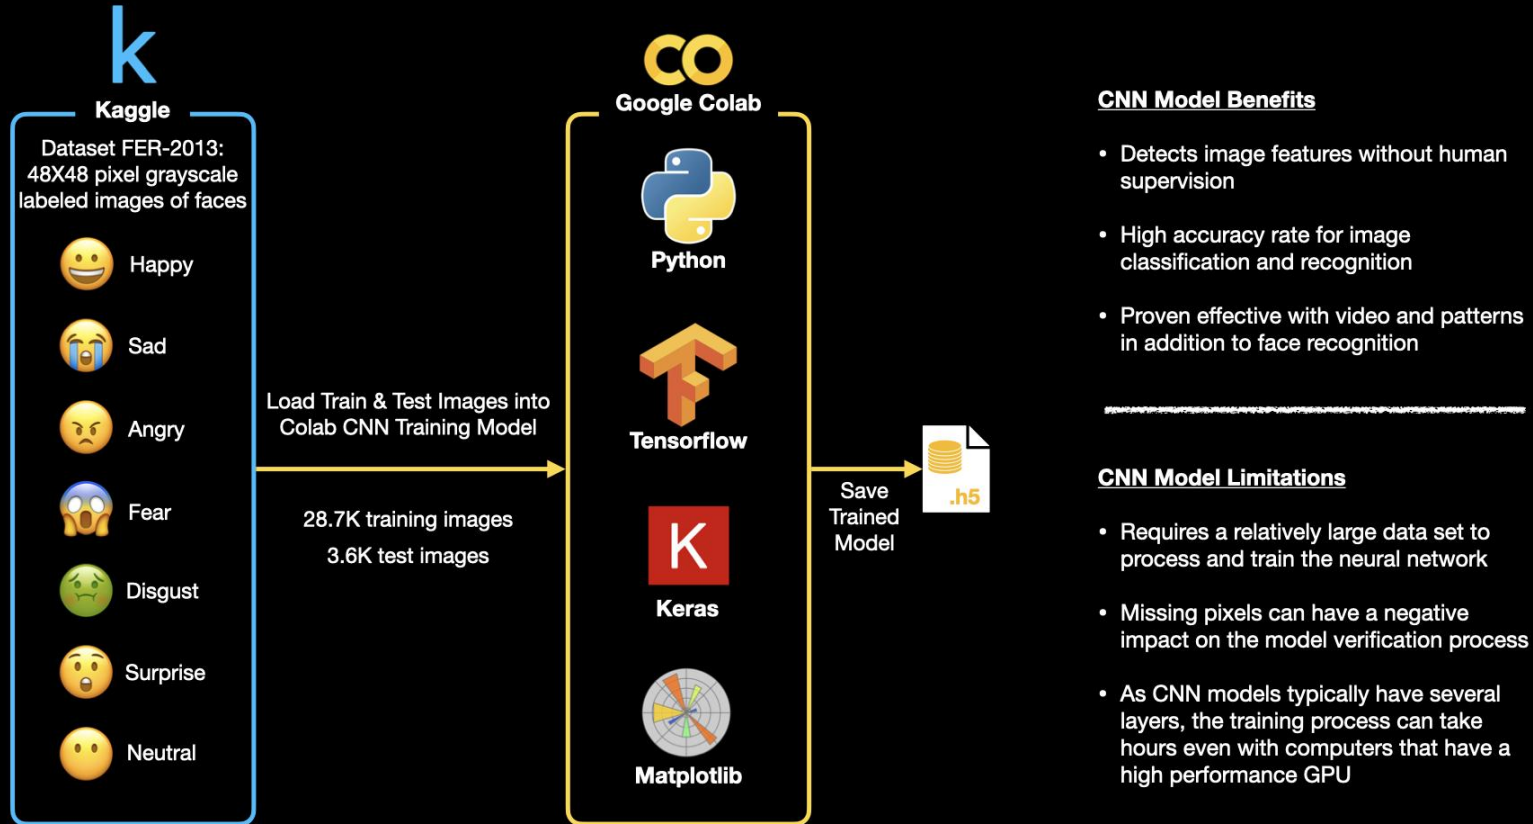 k
Kaggle
Dataset FER-2013:
48X48 pixel grayscale
labeled images of faces
Happy
Sad
Angry
Fear
Disgust
Surprise
Neutral
Load Train & Test Images into
Colab CNN Training Model
28.7K training images
3.6K test images
CO
Google Colab
Python
Tensorflow
K
Keras
Matplotlib
Save
Trained
Model
.h5
CNN Model Benefits
• Detects image features without human
supervision
• High accuracy rate for image
classification and recognition
• Proven effective with video and patterns
in addition to face recognition
CNN Model Limitations
• Requires a relatively large data set to
process and train the neural network
• Missing pixels can have a negative
impact on the model verification process
• As CNN models typically have several
layers, the training process can take
hours even with computers that have a
high performance GPU